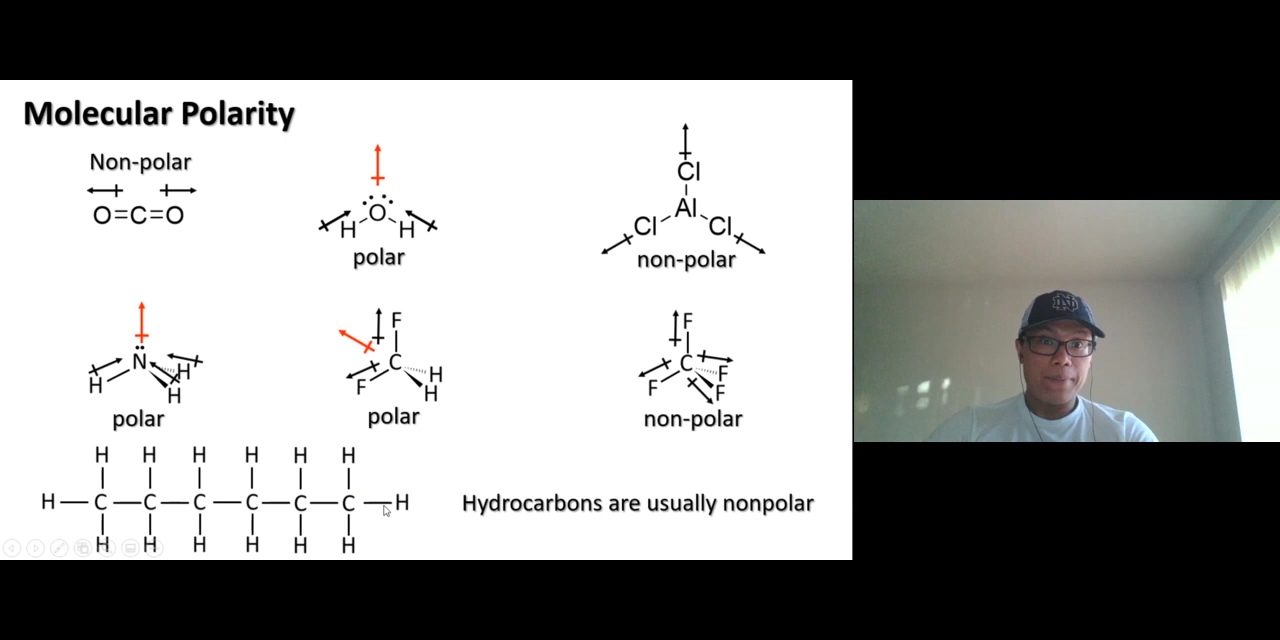 Molecular Polarity
Non-polar
O=C=O
O
H H
polar
Cl
Al
Cl Cl
non-polar
N
H H
H
polar
F
C
F H
H
polar
F
C
F F
F
non-polar
H H H H H H
H C C C C C C H
H H H H H H
Hydrocarbons are usually nonpolar